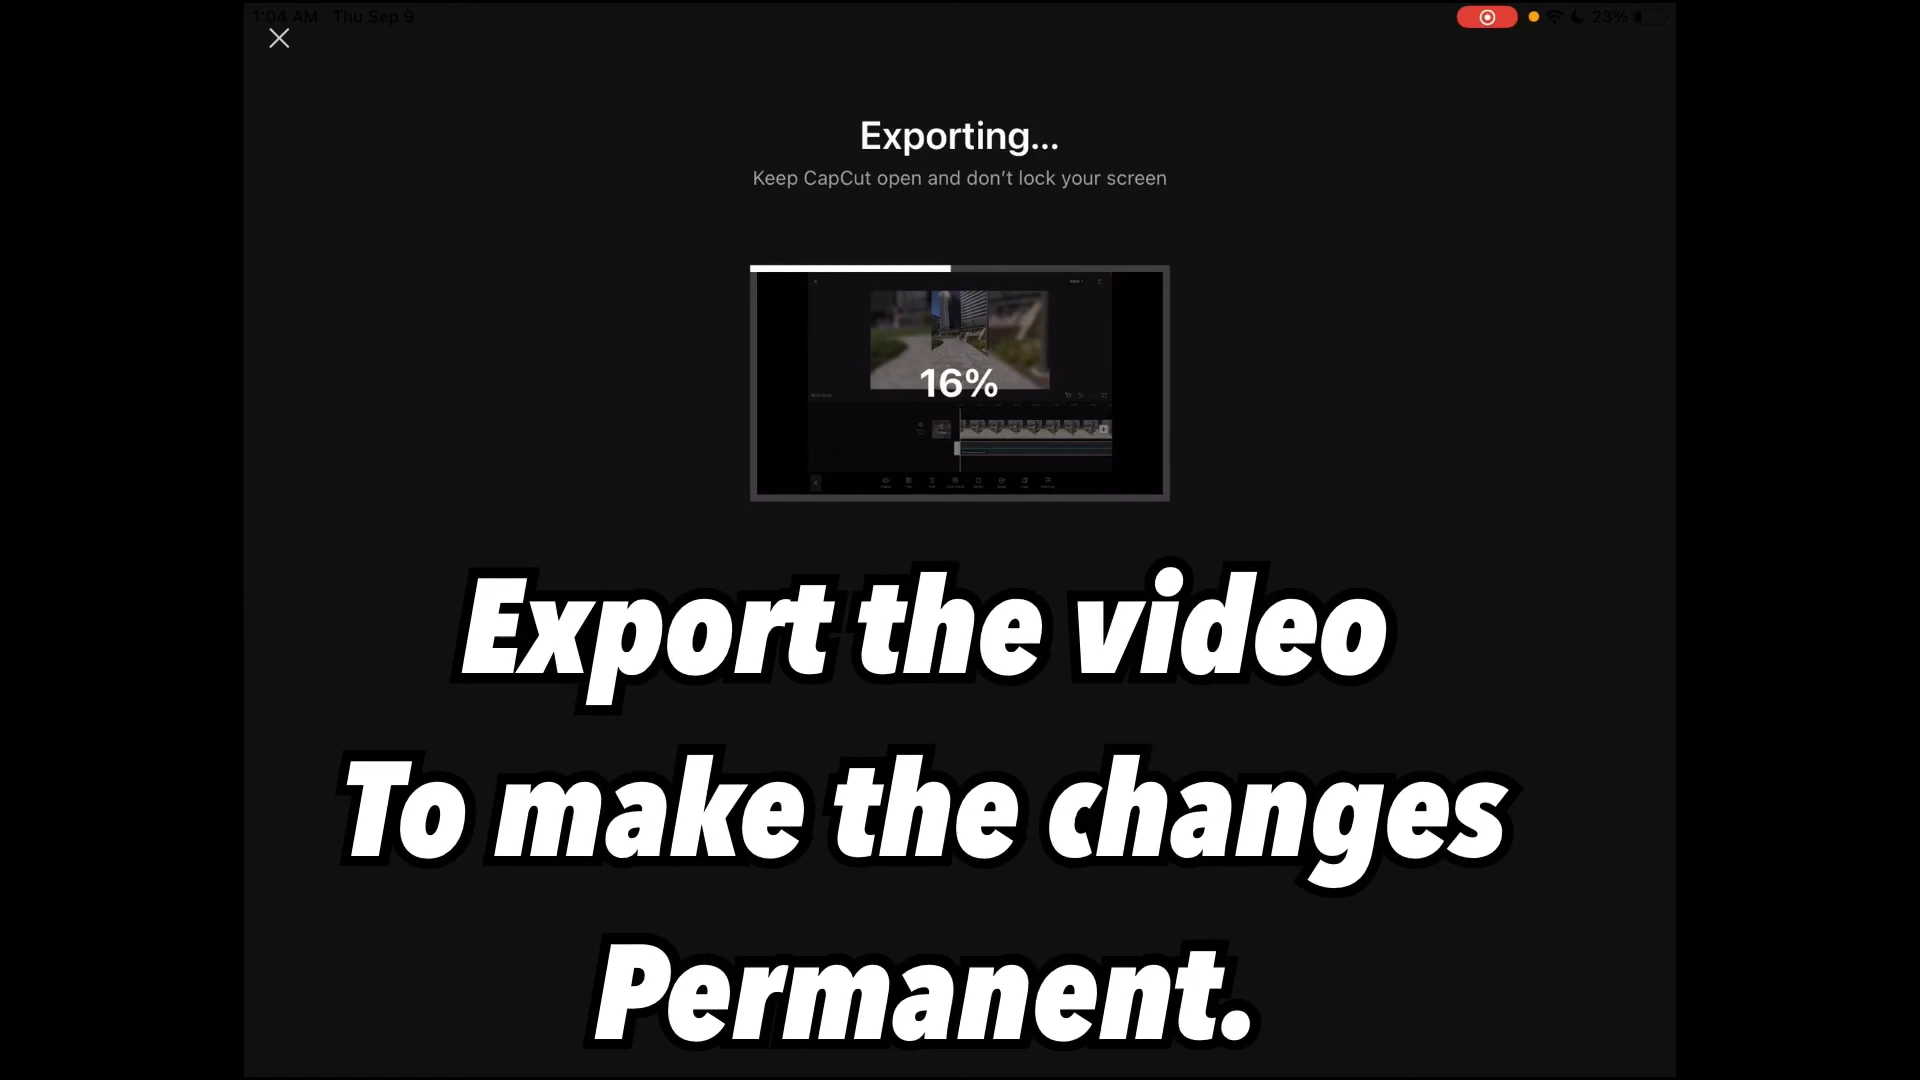 1:04 AM Thu Sep 9
23%
Exporting...
Keep CapCut open and don't lock your screen
16%
Export the video
To make the changes
Permanent.